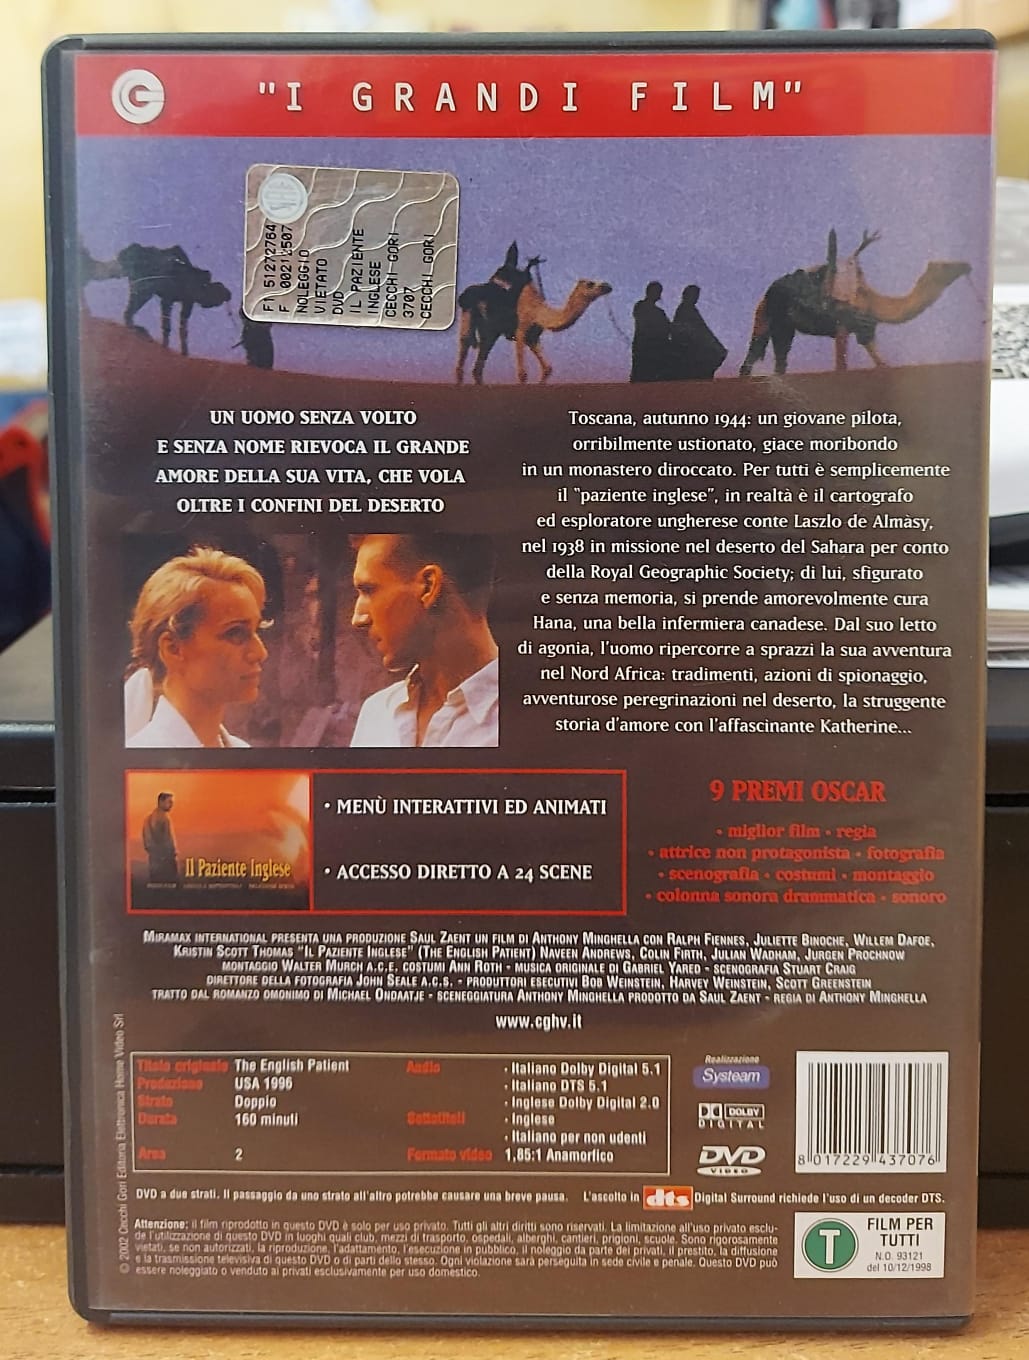 "I GRANDI FILM"
F1 51272764
F 00212507
NOLEGGIO
VIETATO
DVD
IL PAZIENTE
INGLESE
CECCHI GORI
3707
CECCHI GORI
UN UOMO SENZA VOLTO
E SENZA NOME RIEVOCA IL GRANDE
AMORE DELLA SUA VITA, CHE VOLA
OLTRE I CONFINI DEL DESERTO
Toscana, autunno 1944: un giovane pilota,
orribilmente ustionato, giace moribondo
in un monastero diroccato. Per tutti è semplicemente
il "paziente inglese", in realtà è il cartografo
ed esploratore ungherese conte Laszlo de Almàsy,
nel 1938 in missione nel deserto del Sahara per conto
della Royal Geographic Society; di lui, sfigurato
e senza memoria, si prende amorevolmente cura
Hana, una bella infermiera canadese. Dal suo letto
di agonia, l'uomo ripercorre a sprazzi la sua avventura
nel Nord Africa: tradimenti, azioni di spionaggio,
avventurose peregrinazioni nel deserto, la struggente
storia d'amore con l'affascinante Katherine...
Il Paziente Inglese
• MENÙ INTERATTIVI ED ANIMATI
• ACCESSO DIRETTO A 24 SCENE
9 PREMI OSCAR
• miglior film • regia
• attrice non protagonista • fotografia
• scenografia • costumi • montaggio
• colonna sonora drammatica • sonoro
MIRAMAX INTERNATIONAL PRESENTA UNA PRODUZIONE SAUL ZAENT UN FILM DI ANTHONY MINGHELLA CON RALPH FIENNES, JULIETTE BINOCHE, WILLEM DAFOE,
KRISTIN SCOTT THOMAS "IL PAZIENTE INGLESE" (THE ENGLISH PATIENT) NAVEEN ANDREWS, COLIN FIRTH, JULIAN WADHAM, JURGEN PROCHNOW
MONTAGGIO WALTER MURCH A.C.E. COSTUMI ANN ROTH • MUSICA ORIGINALE DI GABRIEL YARED • SCENOGRAFIA STUART CRAIG
DIRETTORE DELLA FOTOGRAFIA JOHN SEALE A.C.S. • PRODUTTORI ESECUTIVI BOB WEINSTEIN, HARVEY WEINSTEIN, SCOTT GREENSTEIN
TRATTO DAL ROMANZO OMONIMO DI MICHAEL ONDAATJE • SCENEGGIATURA ANTHONY MINGHELLA PRODOTTO DA SAUL ZAENT • REGIA DI ANTHONY MINGHELLA
www.cghv.it
© 2002 Cecchi Gori Editoria Elettronica Home Video Srl
Titolo originale The English Patient
Produzione USA 1996
Strato Doppio
Durata 160 minuti
Area 2
Audio • Italiano Dolby Digital 5.1
• Italiano DTS 5.1
• Inglese Dolby Digital 2.0
Sottotitoli • Inglese
• Italiano per non udenti
Formato video 1,85:1 Anamorfico
Realizzazione
Systeam
DOLBY
DIGITAL
DVD
VIDEO
8 017229 437076
DVD a due strati. Il passaggio da uno strato all'altro potrebbe causare una breve pausa. L'ascolto in dts Digital Surround richiede l'uso di un decoder DTS.
Attenzione: il film riprodotto in questo DVD è solo per uso privato. Tutti gli altri diritti sono riservati. La limitazione all'uso privato esclu-
de l'utilizzazione di questo DVD in luoghi quali club, mezzi di trasporto, ospedali, alberghi, cantieri, prigioni, scuole. Sono rigorosamente
vietati, se non autorizzati, la riproduzione, l'adattamento, l'esecuzione in pubblico, il noleggio da parte dei privati, il prestito, la diffusione
e la trasmissione televisiva di questo DVD o di parti dello stesso. Ogni violazione sarà perseguita in sede civile e penale. Questo DVD può
essere noleggiato o venduto ai privati esclusivamente per uso domestico.
T
FILM PER
TUTTI
N.O. 93121
del 10/12/1998